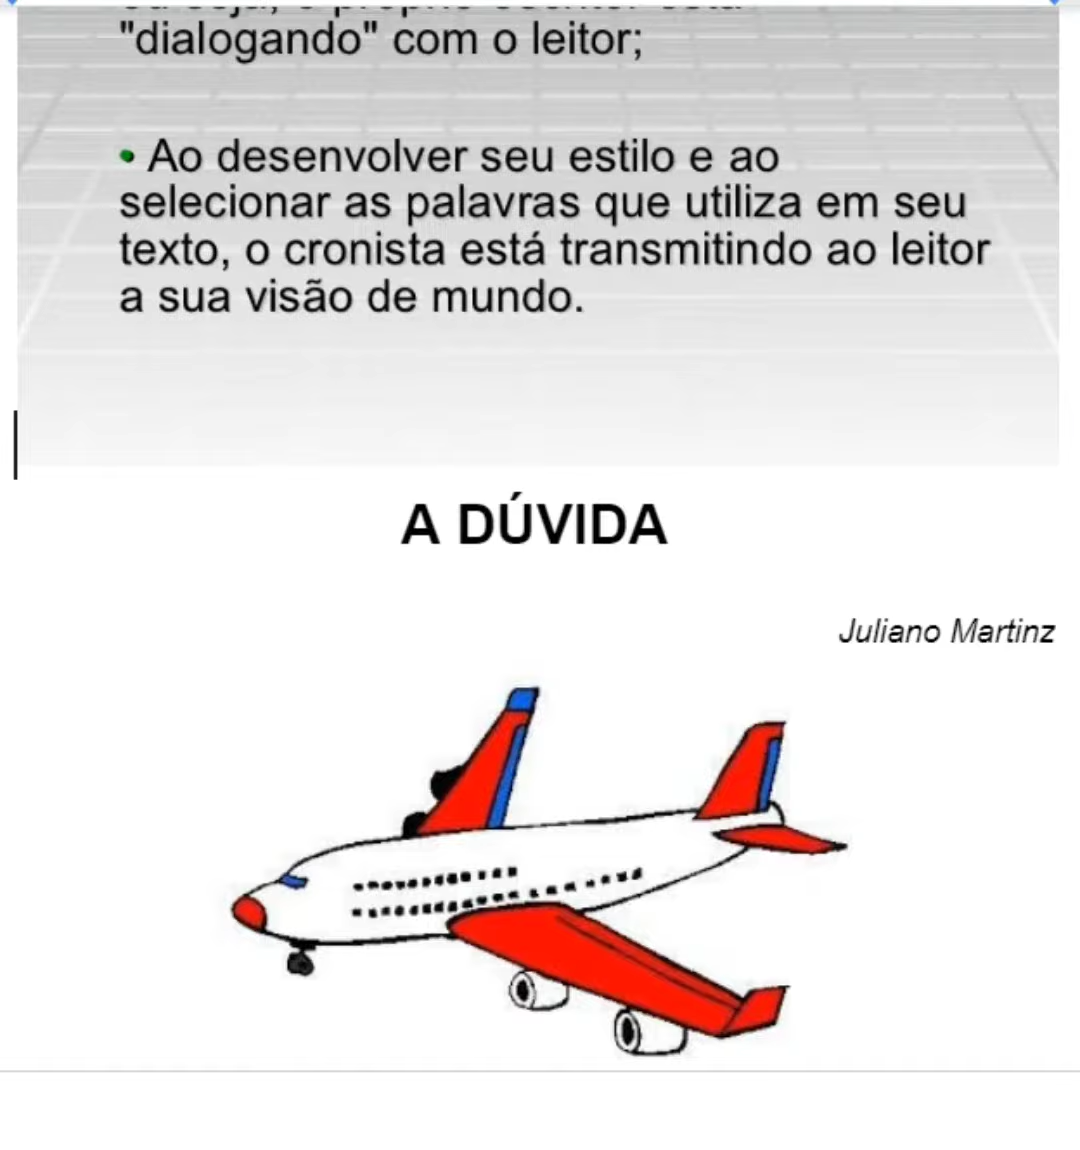 "dialogando" com o leitor;
• Ao desenvolver seu estilo e ao
selecionar as palavras que utiliza em seu
texto, o cronista está transmitindo ao leitor
a sua visão de mundo.
A DÚVIDA
Juliano Martinz